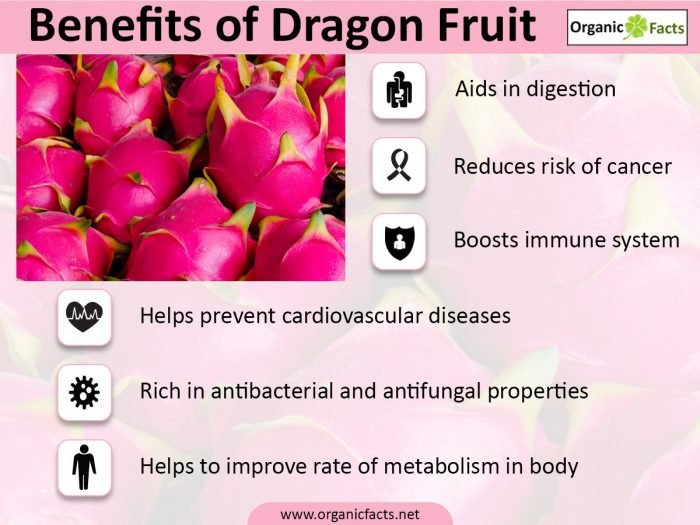 Benefits of Dragon Fruit
Organic Facts
Aids in digestion
Reduces risk of cancer
Boosts immune system
Helps prevent cardiovascular diseases
Rich in antibacterial and antifungal properties
Helps to improve rate of metabolism in body
www.organicfacts.net